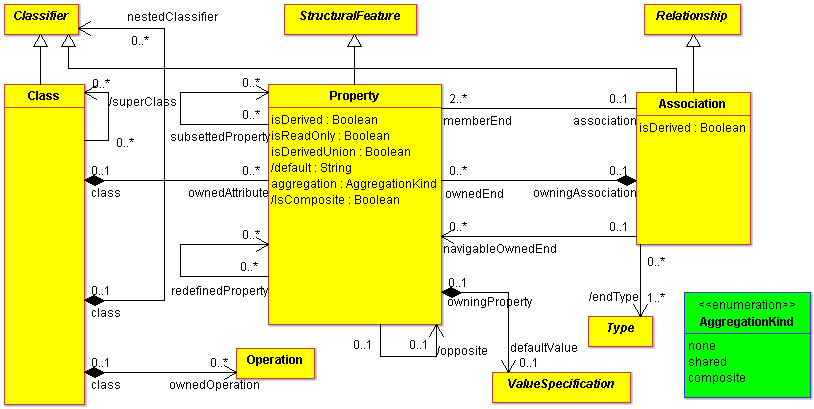 Classifier
nestedClassifier
0..*
StructuralFeature
Relationship
Class
0..*
/superClass
0..*
0..1
class
ownedAttribute
0..*
0..1
class
0..1
class
ownedOperation
0..*
Operation
Property
isDerived : Boolean
isReadOnly : Boolean
isDerivedUnion : Boolean
/default : String
aggregation : AggregationKind
/IsComposite : Boolean
0..*
0..*
subsettedProperty
0..*
0..*
redefinedProperty
0..1
0..1
/opposite
2..*
memberEnd
0..1
association
0..*
ownedEnd
0..1
owningAssociation
0..*
navigableOwnedEnd
0..1
0..1
owningProperty
defaultValue
0..1
ValueSpecification
Association
isDerived : Boolean
0..*
/endType
1..*
Type
<<enumeration>>
AggregationKind
none
shared
composite